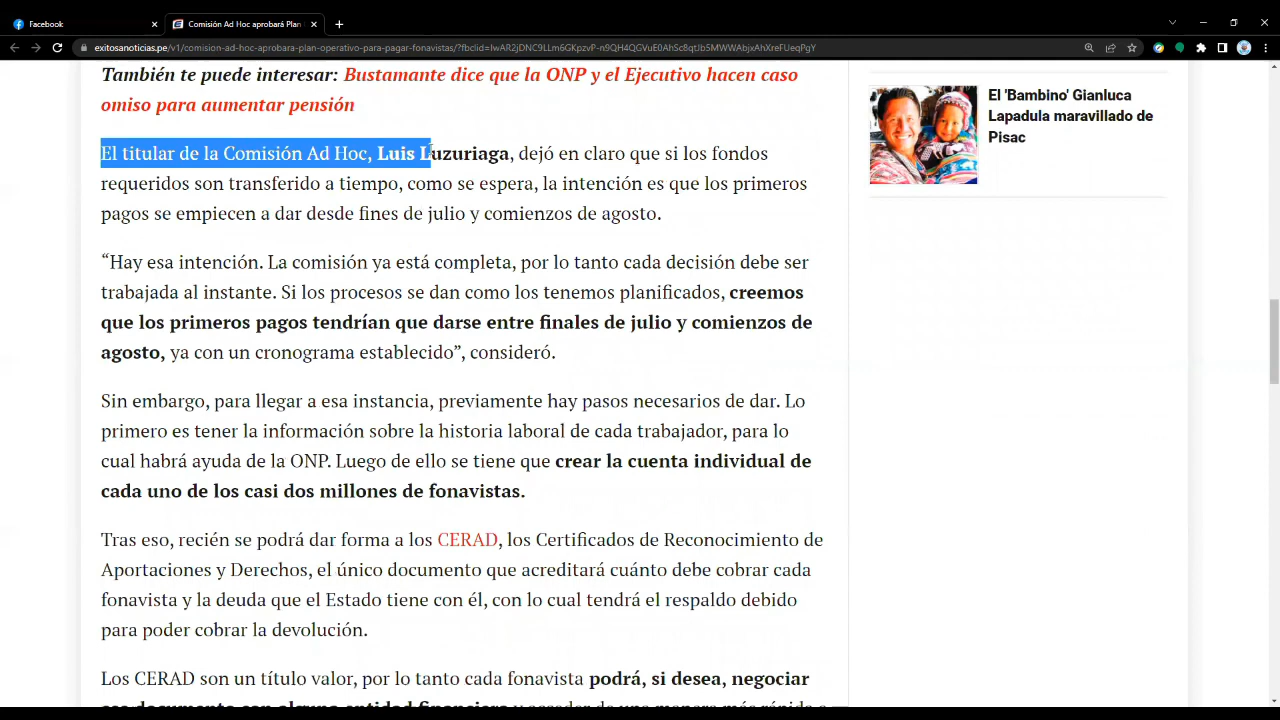 Facebook
Comisión Ad Hoc aprobará Plan
exitosanoticias.pe/v1/comision-ad-hoc-aprobara-plan-operativo-para-pagar-fonavistas/?fbclid=IwAR2jDNC9LLm6GKpzvP-n9QH4QGVuE0AhSc8qtJb5MWWAbjxAhXreFUeqPgY
También te puede interesar: Bustamante dice que la ONP y el Ejecutivo hacen caso
omiso para aumentar pensión
El titular de la Comisión Ad Hoc, Luis Luzuriaga, dejó en claro que si los fondos
requeridos son transferido a tiempo, como se espera, la intención es que los primeros
pagos se empiecen a dar desde fines de julio y comienzos de agosto.
“Hay esa intención. La comisión ya está completa, por lo tanto cada decisión debe ser
trabajada al instante. Si los procesos se dan como los tenemos planificados, creemos
que los primeros pagos tendrían que darse entre finales de julio y comienzos de
agosto, ya con un cronograma establecido”, consideró.
Sin embargo, para llegar a esa instancia, previamente hay pasos necesarios de dar. Lo
primero es tener la información sobre la historia laboral de cada trabajador, para lo
cual habrá ayuda de la ONP. Luego de ello se tiene que crear la cuenta individual de
cada uno de los casi dos millones de fonavistas.
Tras eso, recién se podrá dar forma a los CERAD, los Certificados de Reconocimiento de
Aportaciones y Derechos, el único documento que acreditará cuánto debe cobrar cada
fonavista y la deuda que el Estado tiene con él, con lo cual tendrá el respaldo debido
para poder cobrar la devolución.
Los CERAD son un título valor, por lo tanto cada fonavista podrá, si desea, negociar
ese documento con alguna entidad financiera y acceder de una manera más rápida a
El 'Bambino' Gianluca
Lapadula maravillado de
Pisac